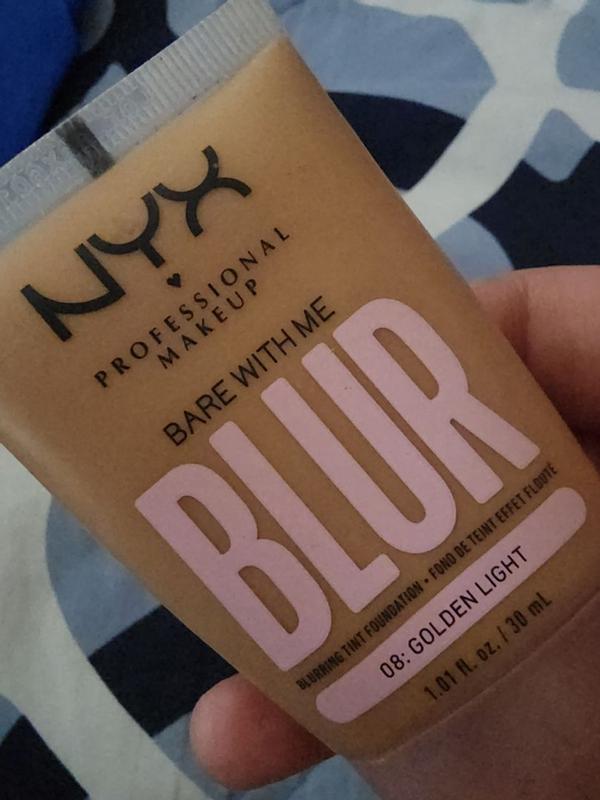 NYX
PROFESSIONAL
MAKEUP
BARE WITH ME
BLUR
BLURRING TINT FOUNDATION • FOND DE TEINT EFFET FLOUTÉ
08: GOLDEN LIGHT
1.01 fl. oz. / 30 mL